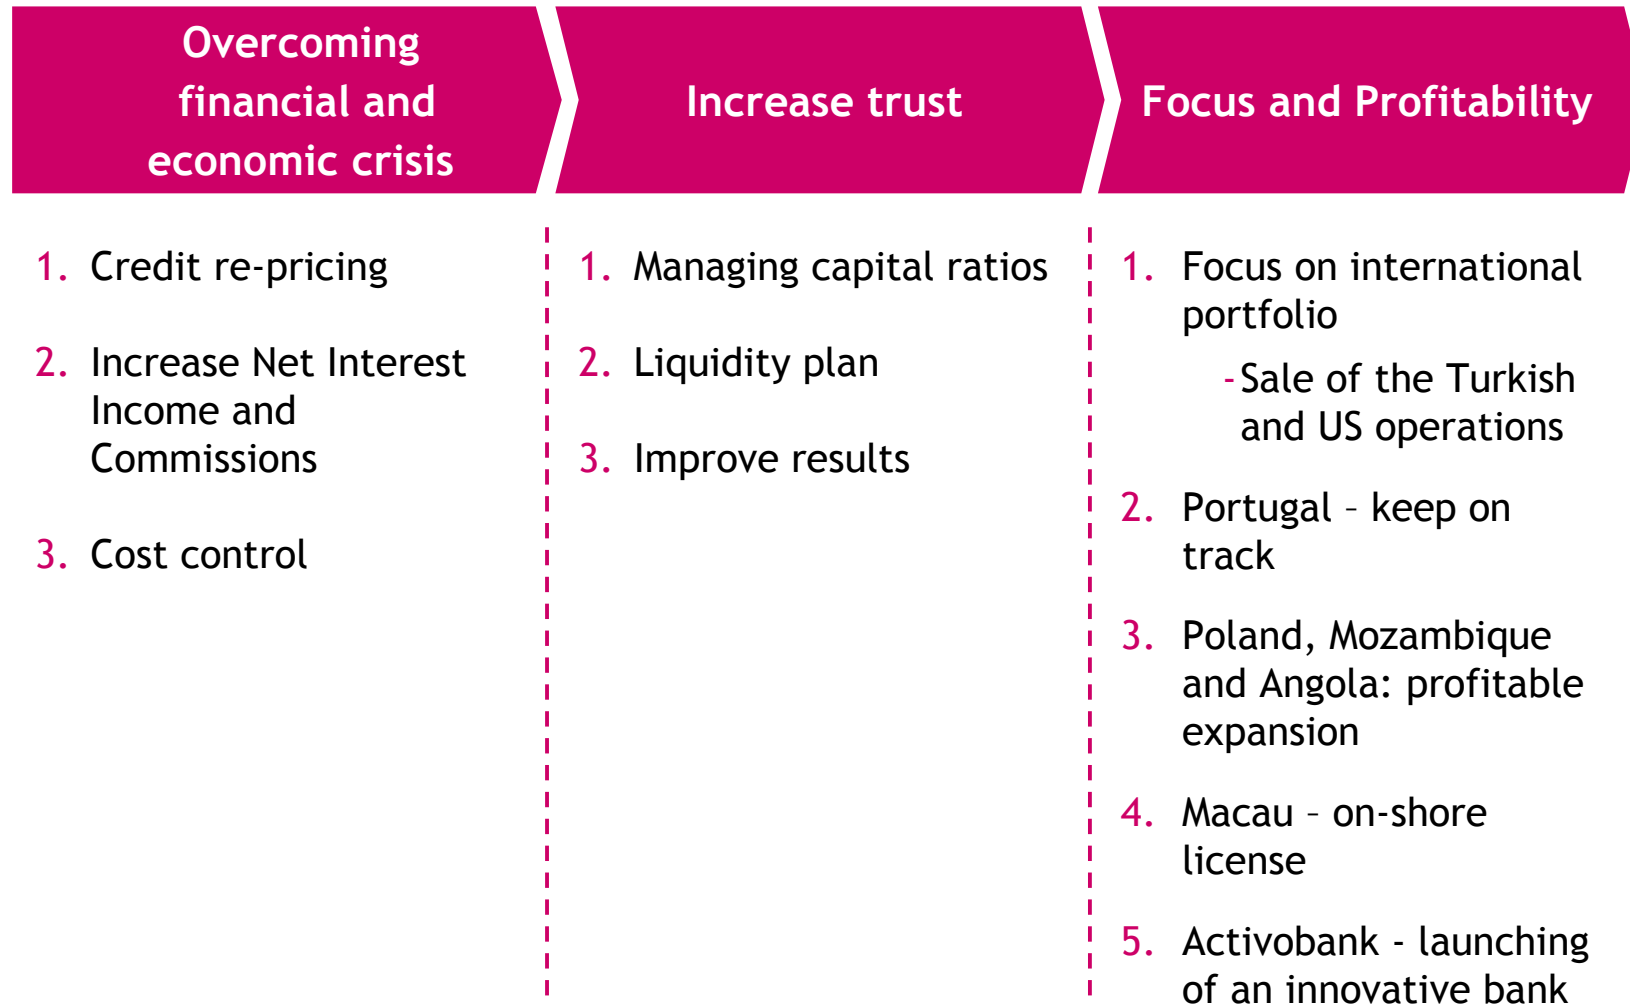 Overcoming
financial and
economic crisis
Increase trust
Focus and Profitability
1. Credit re-pricing
2. Increase Net Interest
Income and
Commissions
3. Cost control
1. Managing capital ratios
2. Liquidity plan
3. Improve results
1. Focus on international
portfolio
-Sale of the Turkish
and US operations
2. Portugal – keep on
track
3. Poland, Mozambique
and Angola: profitable
expansion
4. Macau – on-shore
license
5. Activobank - launching
of an innovative bank